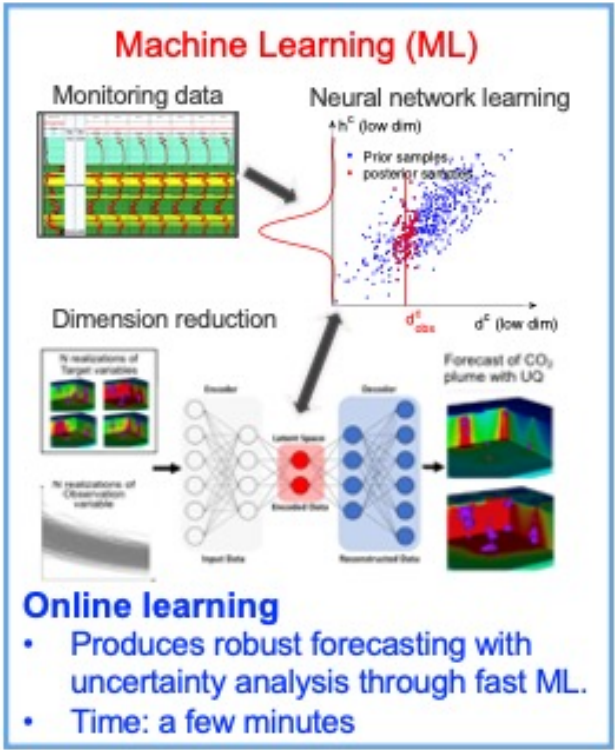 Machine Learning (ML)
Monitoring data
Neural network learning
h^c (low dim)
Prior samples
posterior samples
d^c_obs
d^c (low dim)
Dimension reduction
N realizations of
Target variables
Encoder
Decoder
Forecast of CO₂
plume with UQ
Latent Space
N realizations of
Observation
variable
Encoded Data
Input Data
Reconstructed Data
Online learning
• Produces robust forecasting with
uncertainty analysis through fast ML.
• Time: a few minutes